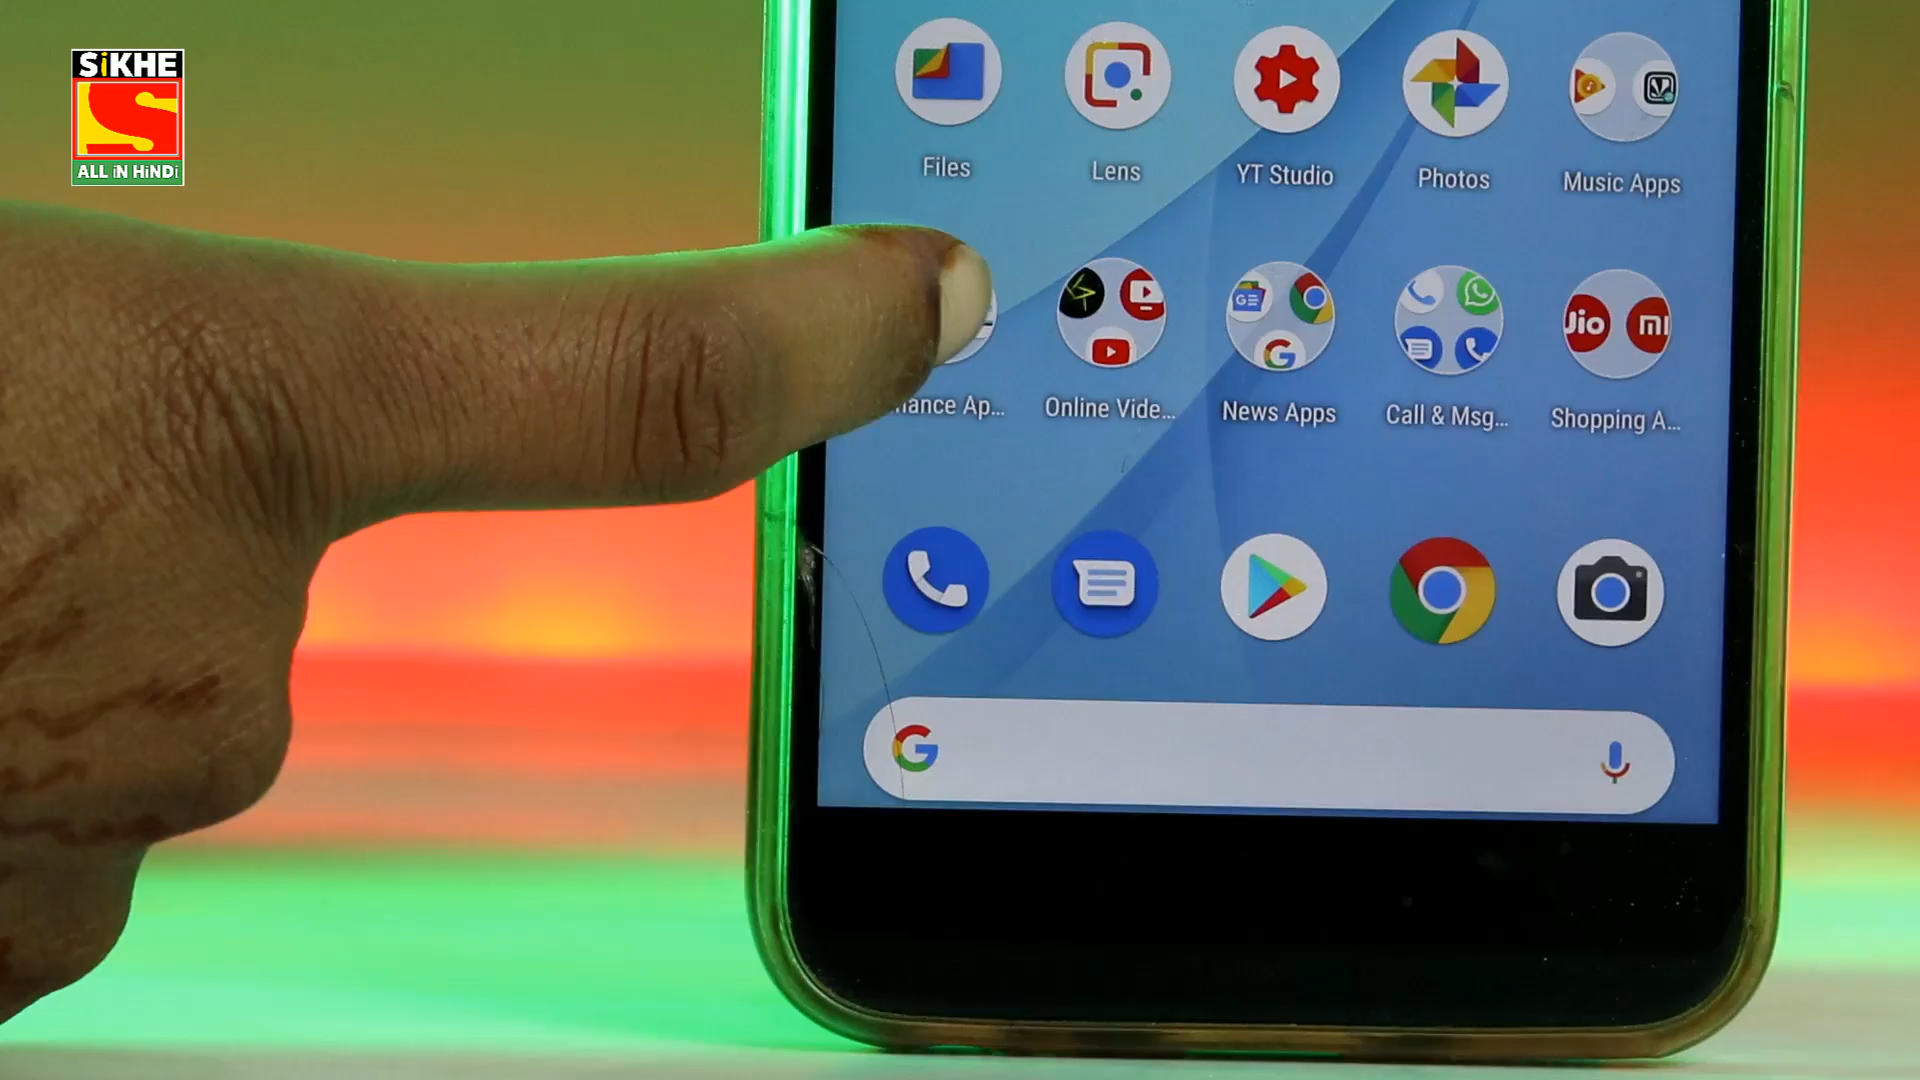 SiKHE
ALL iN HiNDi
Files
Lens
YT Studio
Photos
Music Apps
Ap...
Online Vide...
News Apps
Call & Msg...
Shopping A...
GE
Jio
mi
G
G